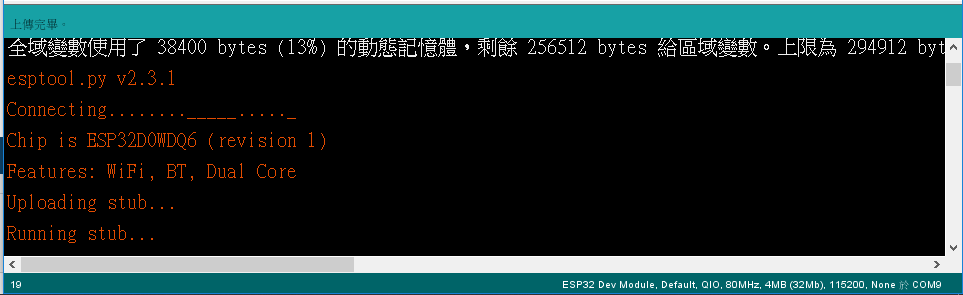 上傳完畢。
全域變數使用了 38400 bytes (13%) 的動態記憶體，剩餘 256512 bytes 給區域變數。上限為 294912 byt
esptool.py v2.3.1
Connecting........_____....._
Chip is ESP32D0WDQ6 (revision 1)
Features: WiFi, BT, Dual Core
Uploading stub...
Running stub...
19 ESP32 Dev Module, Default, QIO, 80MHz, 4MB (32Mb), 115200, None 於 COM9